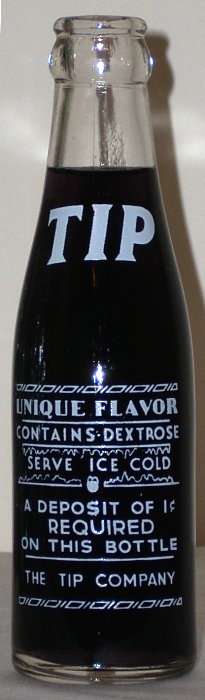 TIP
UNIQUE FLAVOR
CONTAINS·DEXTROSE
SERVE ICE COLD
A DEPOSIT OF 1¢
REQUIRED
ON THIS BOTTLE
THE TIP COMPANY